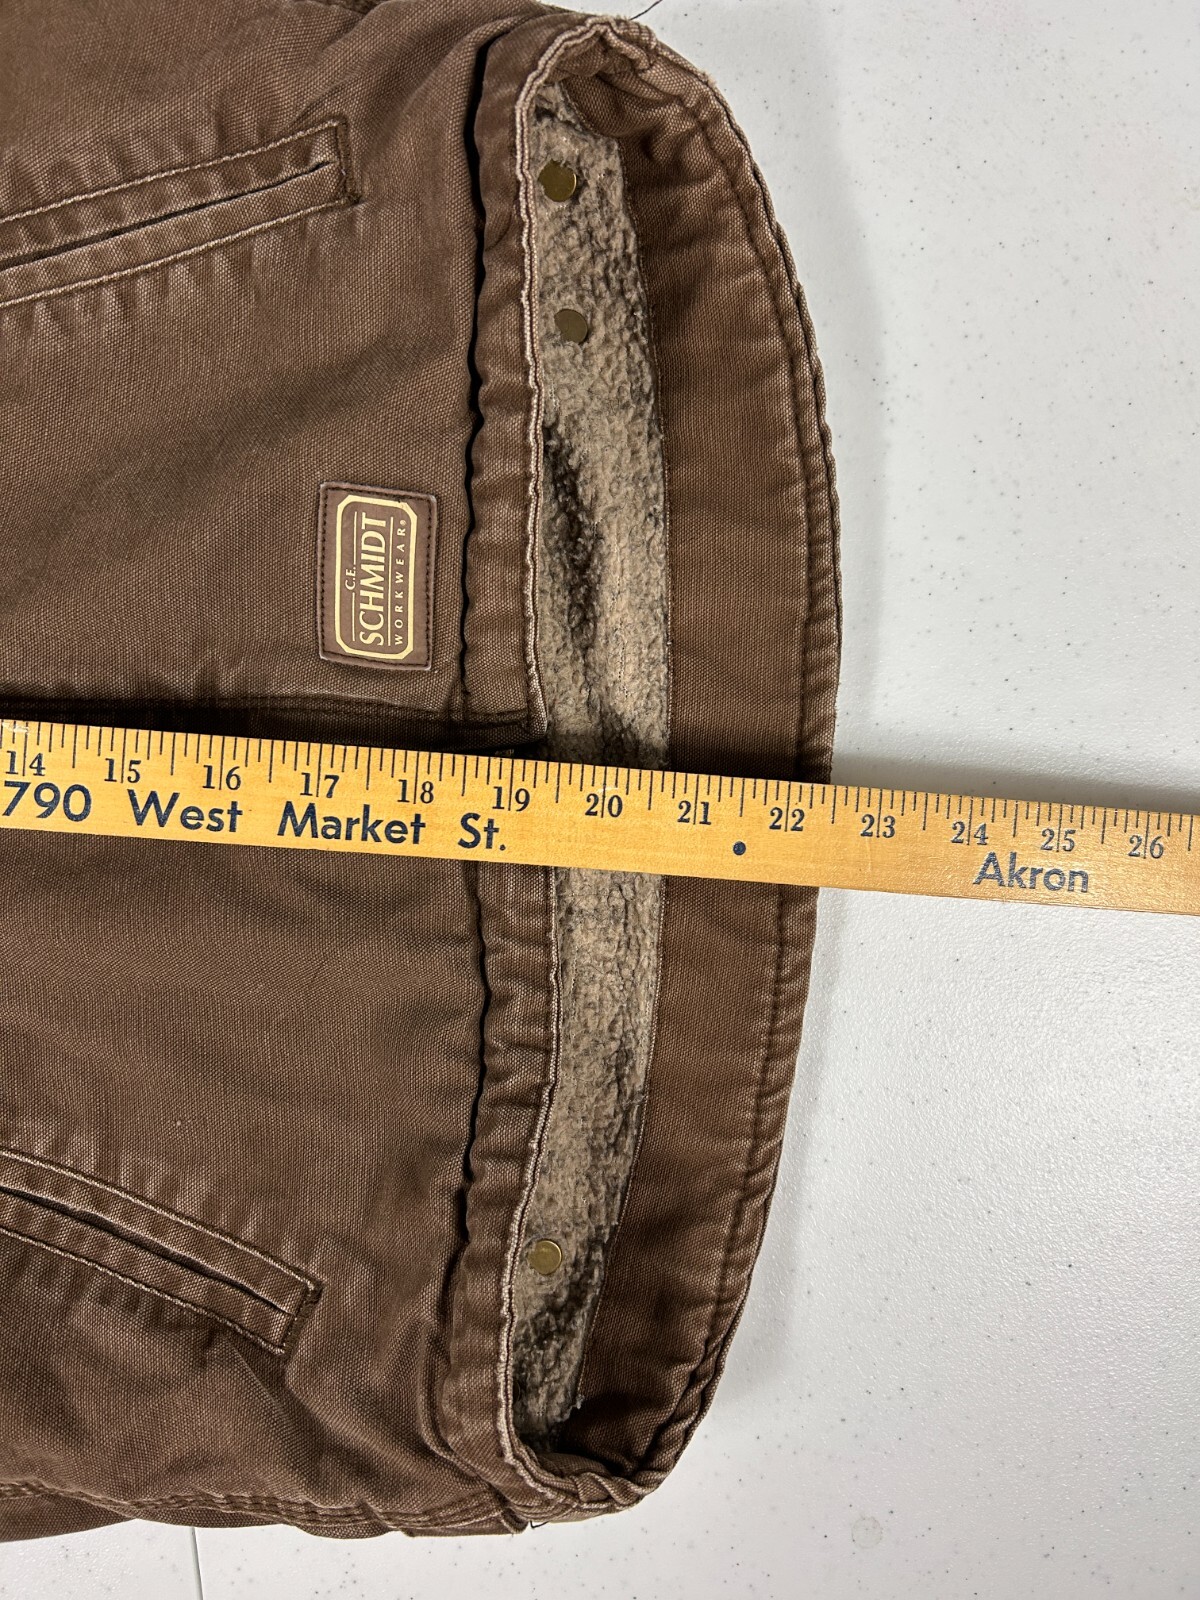 C.E.
SCHMIDT
WORKWEAR®
14 15 16 17 18 19 20 21 22 23 24 25 26
790 West Market St. Akron